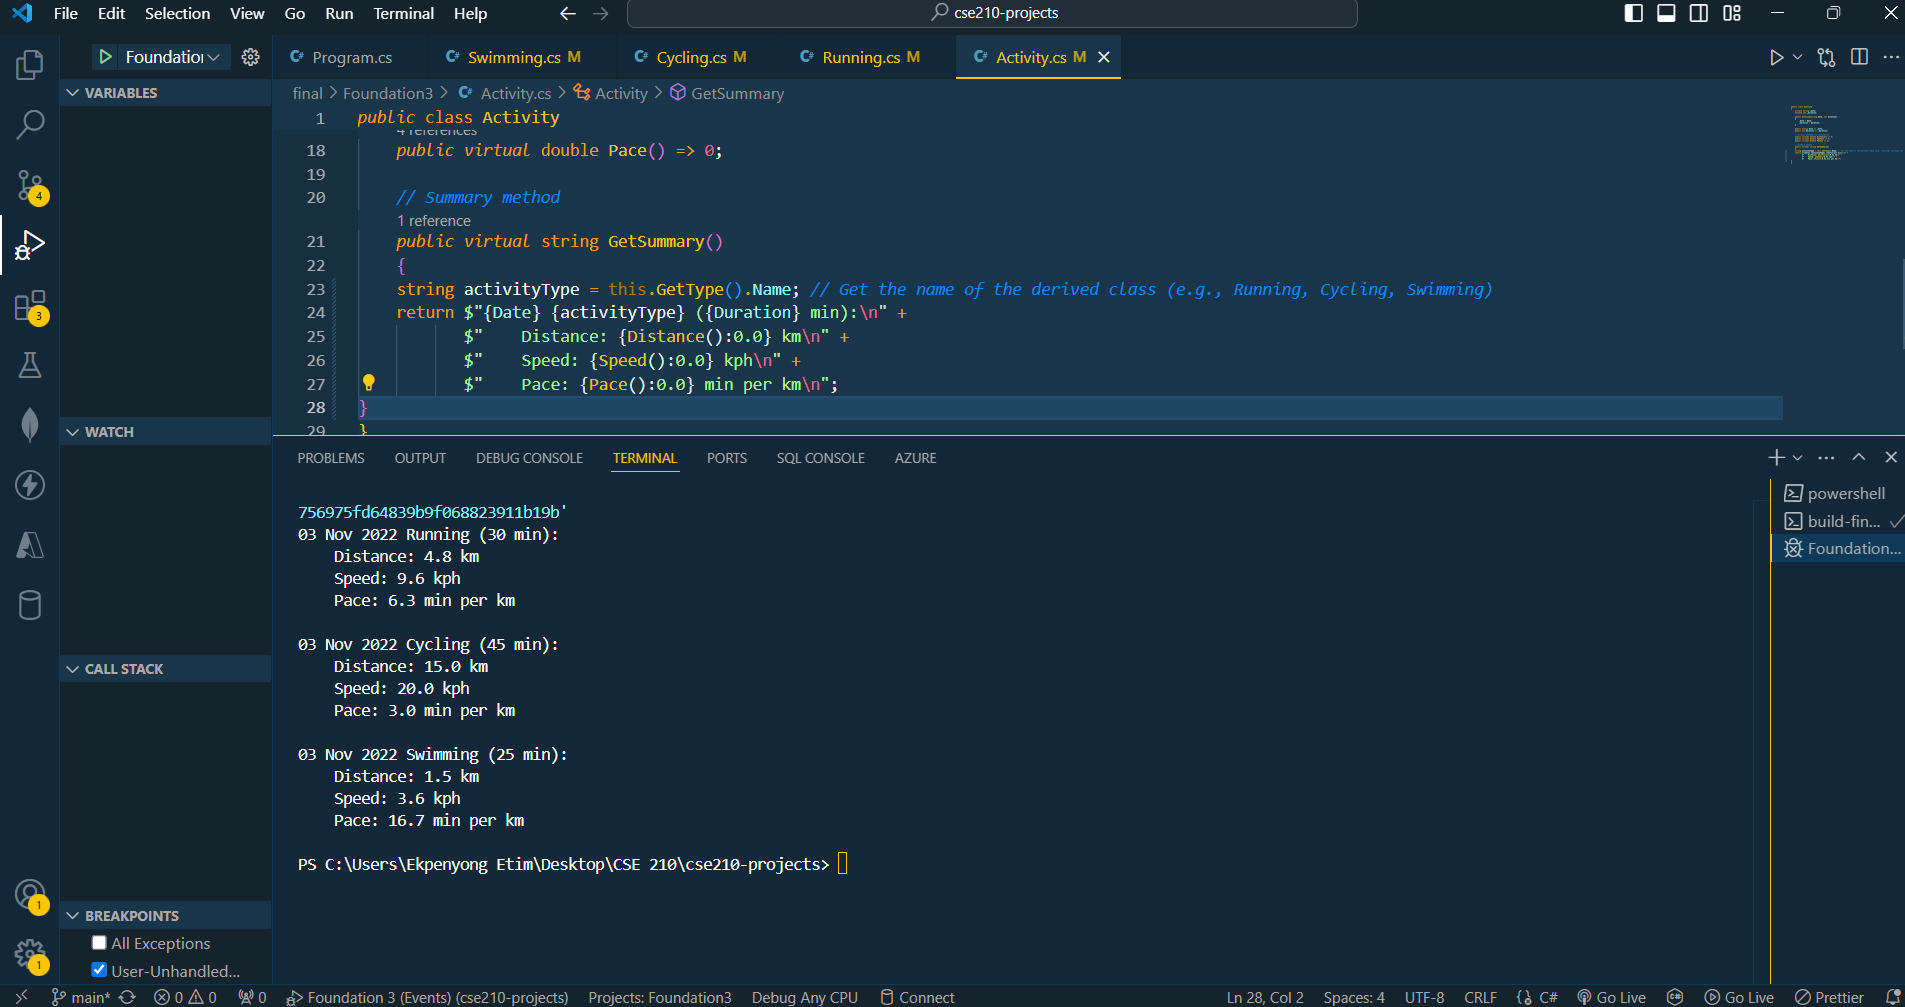 File Edit Selection View Go Run Terminal Help
cse210-projects
Foundation
Program.cs
Swimming.cs M
Cycling.cs M
Running.cs M
Activity.cs M
VARIABLES
final > Foundation3 > Activity.cs > Activity > GetSummary
1 public class Activity
4 references
18 public virtual double Pace() => 0;
19
20 // Summary method
1 reference
21 public virtual string GetSummary()
22 {
23 string activityType = this.GetType().Name; // Get the name of the derived class (e.g., Running, Cycling, Swimming)
24 return $"{Date} {activityType} ({Duration} min):\n" +
25 $"    Distance: {Distance():0.0} km\n" +
26 $"    Speed: {Speed():0.0} kph\n" +
27 $"    Pace: {Pace():0.0} min per km\n";
28 }
29 }
WATCH
CALL STACK
BREAKPOINTS
All Exceptions
User-Unhandled...
4
3
1
1
PROBLEMS OUTPUT DEBUG CONSOLE TERMINAL PORTS SQL CONSOLE AZURE
756975fd64839b9f068823911b19b'
03 Nov 2022 Running (30 min):
Distance: 4.8 km
Speed: 9.6 kph
Pace: 6.3 min per km
03 Nov 2022 Cycling (45 min):
Distance: 15.0 km
Speed: 20.0 kph
Pace: 3.0 min per km
03 Nov 2022 Swimming (25 min):
Distance: 1.5 km
Speed: 3.6 kph
Pace: 16.7 min per km
PS C:\Users\Ekpenyong Etim\Desktop\CSE 210\cse210-projects>
powershell
build-fin...
Foundation...
main* 0 0 0 Foundation 3 (Events) (cse210-projects) Projects: Foundation3 Debug Any CPU Connect Ln 28, Col 2 Spaces: 4 UTF-8 CRLF {} C# Go Live Go Live Prettier